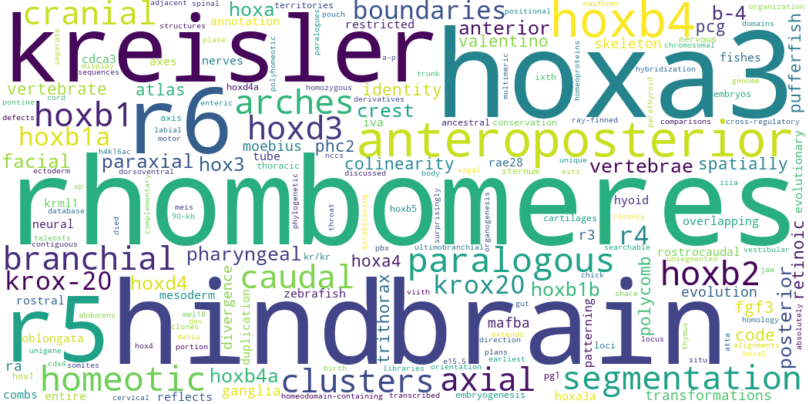 adjacent spinal
territories
cranial
hoxa
boundaries
hoxb4
mautfnar
organization
structures
annotation
pouch
positional
restricted
anterior
b-4
pcg
domains
kreisler
hoxa3
cdca3
axes
nerves
display
sequences
plate
separate
polyhomeotic
paralogues
a-p
valentino
skeleton
fishes
nervous
chromosomal
pufferfish
vertebrate
atlas
identity
trunk
ixth
multimeric
homeoproteins
hybridization
genome
embryos
pontine
cord
r6
enteric
hoxd4a
homozygous
derivatives
arches
crest
ancestral
conservation
parathyroid
comparisons
cross-regulatory
defects
hoxb1
axis
labial
motor
hoxd3
iva
ray-finned
hoxb1a
moebius
phc2
anteroposterior
facial
h4k16ac
paraxial
hox3
tube
nccs
colinearity
rae28
unique
vertebrae
spatially
ectoderm
dorsoventral
thoracic
discussed
body
vagal
sternum
ests
iiia
evolutionary
rhombomeres
ap
krml1
database
neural
teleosts
contiguous
died
complementary
meis
90-kb
phylogenetic
throat
establishing
hoxb5
surprisingly
organogenesis
hyoid
cartilages
r3
r4
closely
searchable
overlapping
unsegmented
vestibular
branchial
pharyngeal
kr/kr
hoxa4
pbx
ultimobranchial
rostrocaudal
krox-20
hoxd4
caudal
paralogous
hoxb2
jaw
posterior
retinoic
rostral
mesoderm
zebrafish
viith
gut
krox20
chick
hoxb1b
share
polycomb
evolution
r5
hindbrain
abducens
mel18
dev
clones
danio
portion
hox4
divergence
duplication
trithorax
mafba
extends
direction
plans
earliest
patterning
loci
locus
fgf3
homology
code
alignments
hoxa2
absolutely
oblongata
unigene
ra
cdx4
somites
hox1
homeotic
hoxb4a
birth
libraries
orientation
e15.5
pg1
situ
thymus
atta
clusters
axial
segmentation
combs
entire
cervical
reflects
ganglia
homeodomain-containing
transcribed
embryogenesis
hoxa3a
transformations